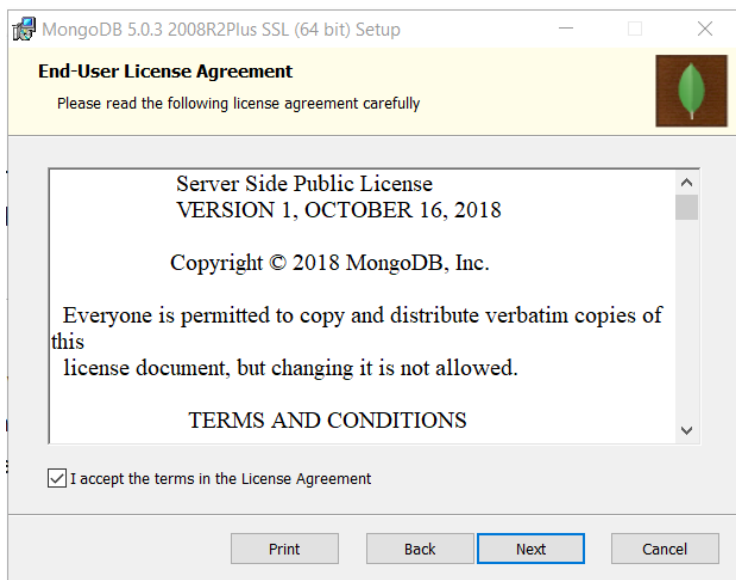 MongoDB 5.0.3 2008R2Plus SSL (64 bit) Setup
End-User License Agreement
Please read the following license agreement carefully
Server Side Public License
VERSION 1, OCTOBER 16, 2018
Copyright © 2018 MongoDB, Inc.
Everyone is permitted to copy and distribute verbatim copies of
this
license document, but changing it is not allowed.
TERMS AND CONDITIONS
I accept the terms in the License Agreement
Print Back Next Cancel